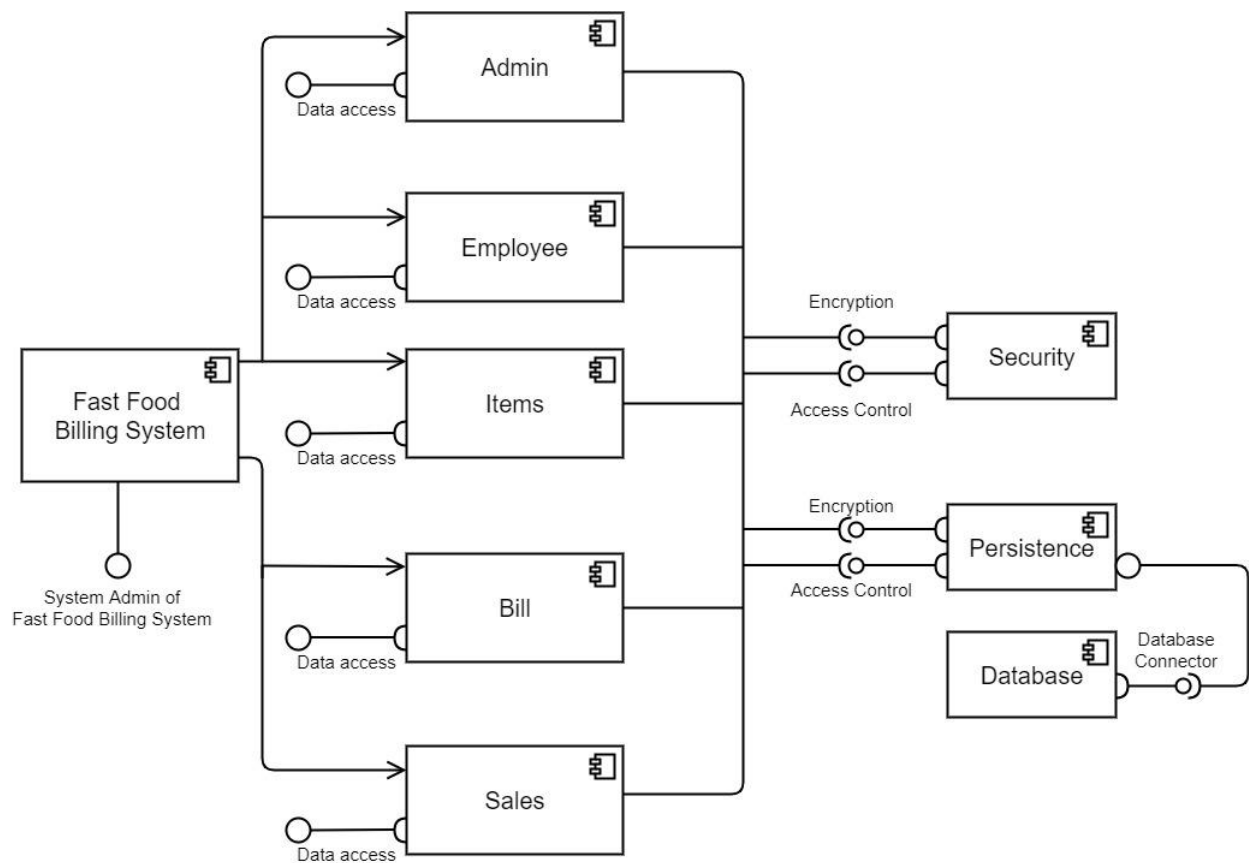 Admin
Data access
Employee
Data access
Encryption
Security
Fast Food
Billing System
Items
Access Control
Data access
Encryption
Persistence
Bill
Access Control
System Admin of
Fast Food Billing System
Data access
Database
Database
Connector
Sales
Data access